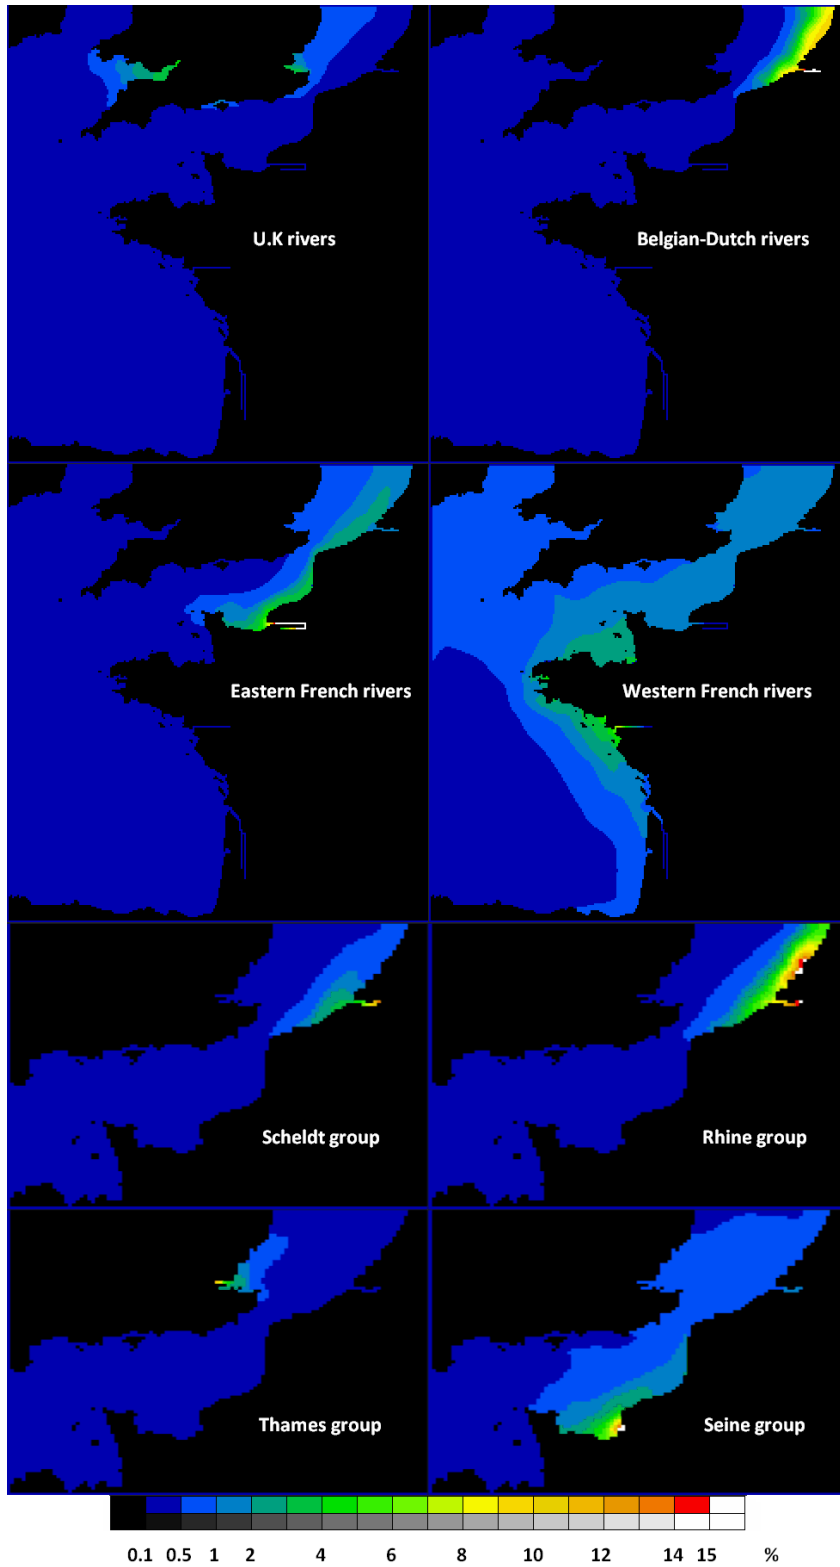 U.K rivers
Belgian-Dutch rivers
Eastern French rivers
Western French rivers
Scheldt group
Rhine group
Thames group
Seine group
0.1 0.5 1 2 4 6 8 10 12 14 15 %